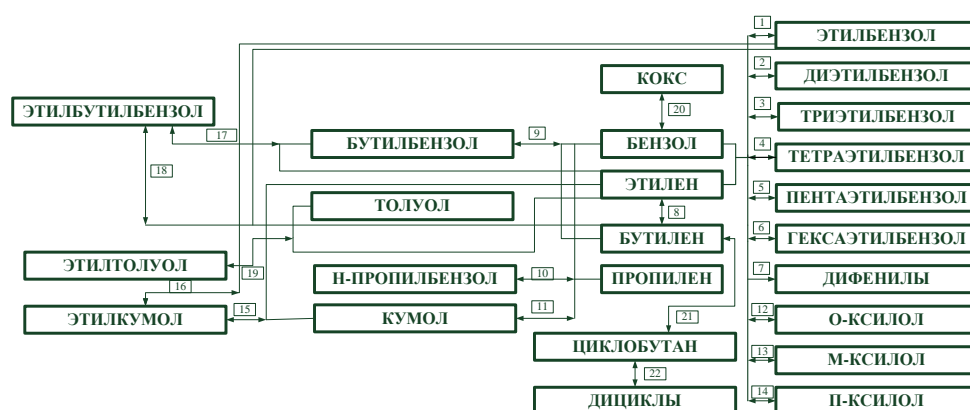 1
ЭТИЛБЕНЗОЛ
2
ДИЭТИЛБЕНЗОЛ
КОКС
3
ТРИЭТИЛБЕНЗОЛ
ЭТИЛБУТИЛБЕНЗОЛ
20
17
БУТИЛБЕНЗОЛ
9
БЕНЗОЛ
4
ТЕТРАЭТИЛБЕНЗОЛ
18
ЭТИЛЕН
5
ПЕНТАЭТИЛБЕНЗОЛ
ТОЛУОЛ
8
БУТИЛЕН
6
ГЕКСАЭТИЛБЕНЗОЛ
ЭТИЛТОЛУОЛ
19
Н-ПРОПИЛБЕНЗОЛ
10
ПРОПИЛЕН
7
ДИФЕНИЛЫ
16
ЭТИЛКУМОЛ
15
КУМОЛ
11
21
12
О-КСИЛОЛ
ЦИКЛОБУТАН
13
М-КСИЛОЛ
22
ДИЦИКЛЫ
14
П-КСИЛОЛ